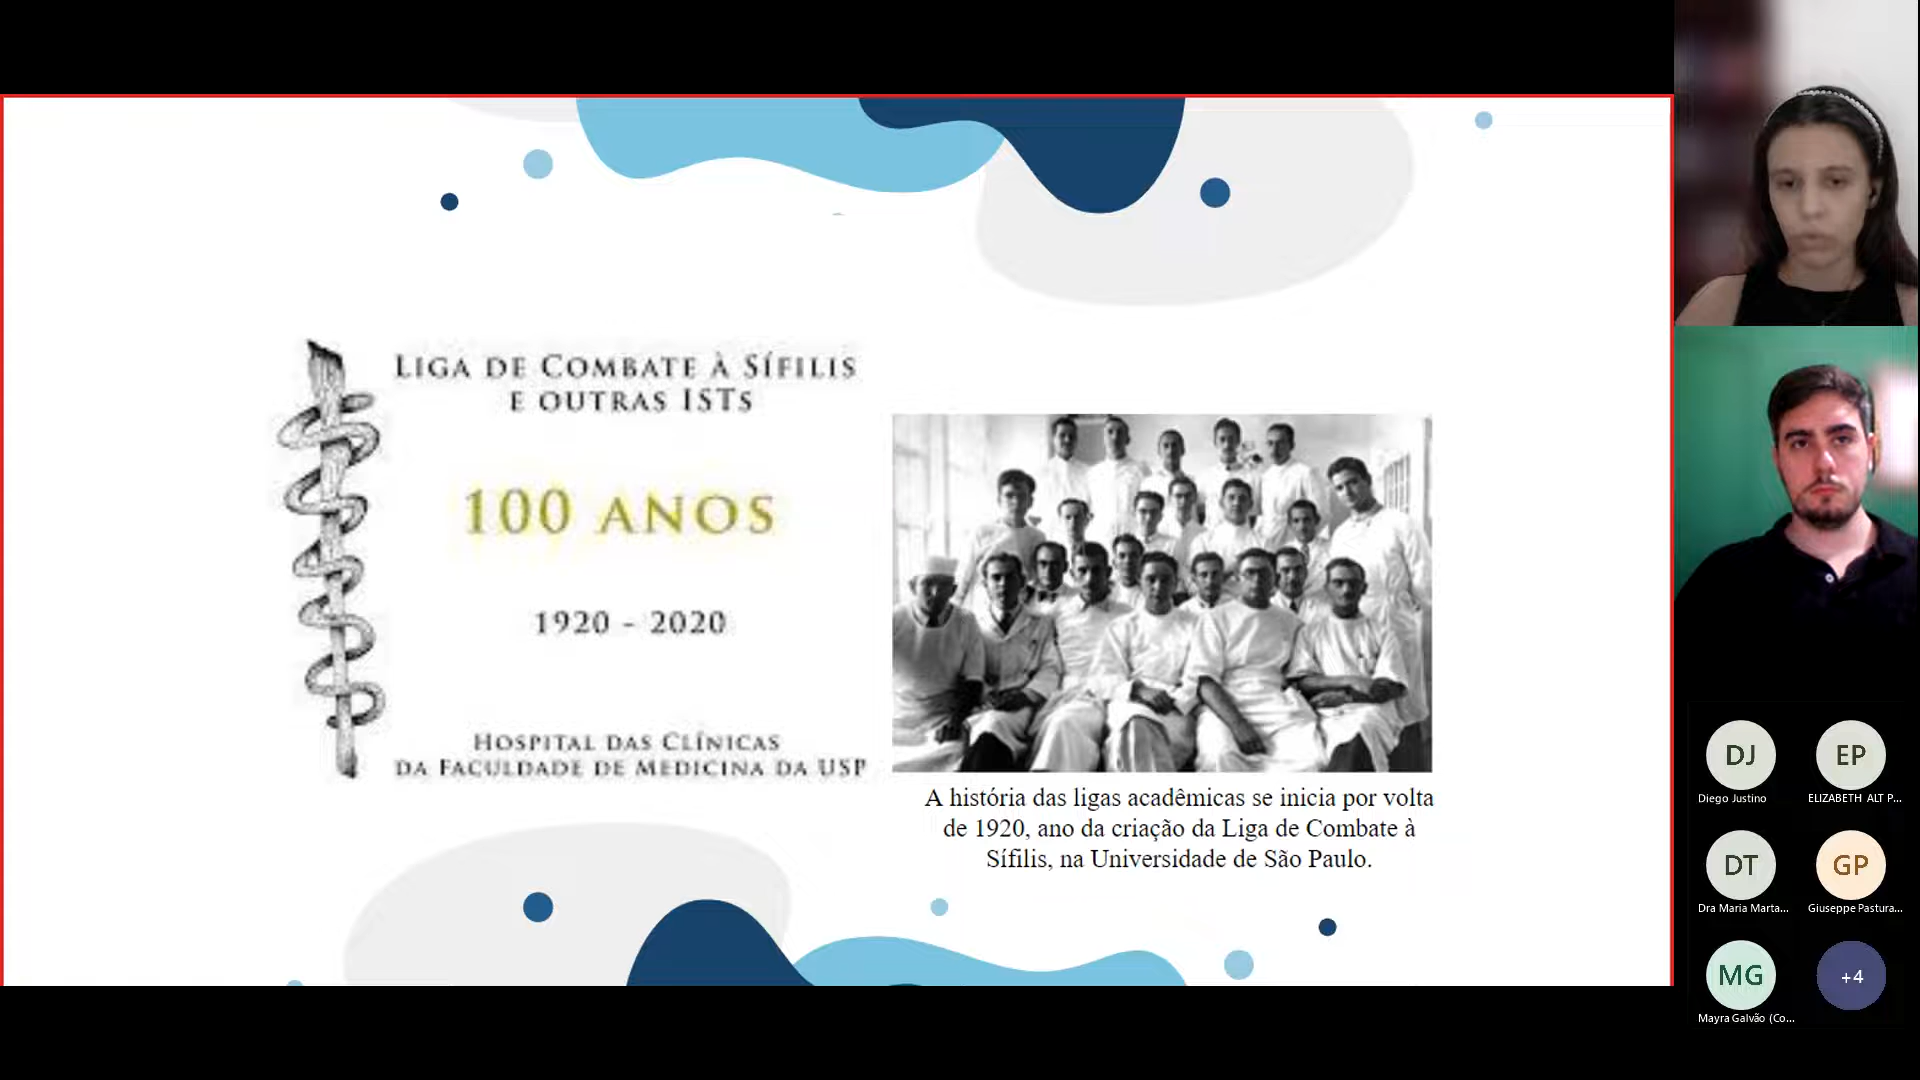 LIGA DE COMBATE À SÍFILIS
E OUTRAS ISTS
100 ANOS
1920 - 2020
HOSPITAL DAS CLÍNICAS
DA FACULDADE DE MEDICINA DA USP
A história das ligas acadêmicas se inicia por volta
de 1920, ano da criação da Liga de Combate à
Sífilis, na Universidade de São Paulo.
DJ
EP
Diego Justino
ELIZABETH ALT P...
DT
GP
Dra Maria Marta...
Giuseppe Pastura...
MG
+4
Mayra Galvão (Co...